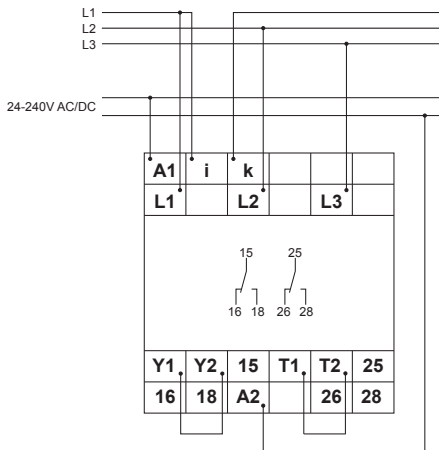 L1
L2
L3
24-240V AC/DC
A1 i k
L1 L2 L3
15 25
16 18 26 28
Y1 Y2 15 T1 T2 25
16 18 A2 26 28